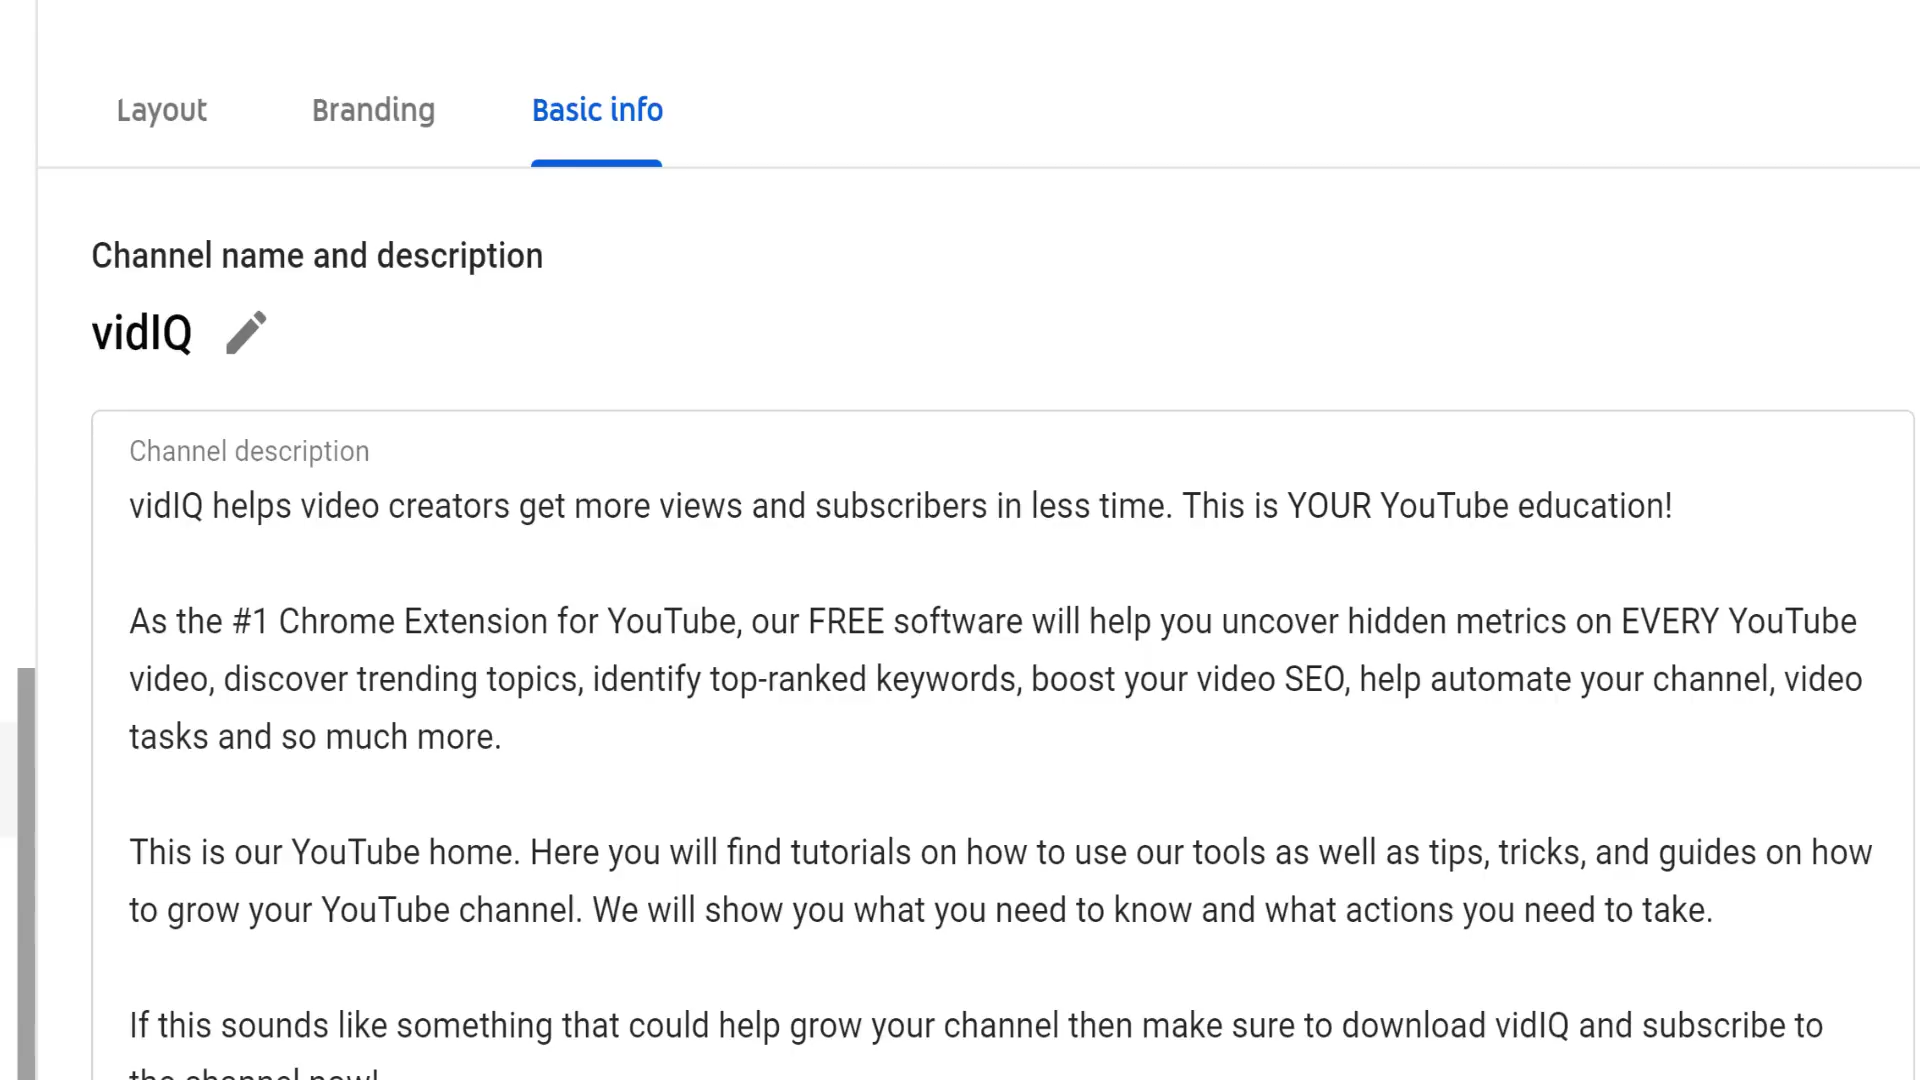 Layout Branding Basic info
Channel name and description
vidIQ
Channel description
vidIQ helps video creators get more views and subscribers in less time. This is YOUR YouTube education!
As the #1 Chrome Extension for YouTube, our FREE software will help you uncover hidden metrics on EVERY YouTube
video, discover trending topics, identify top-ranked keywords, boost your video SEO, help automate your channel, video
tasks and so much more.
This is our YouTube home. Here you will find tutorials on how to use our tools as well as tips, tricks, and guides on how
to grow your YouTube channel. We will show you what you need to know and what actions you need to take.
If this sounds like something that could help grow your channel then make sure to download vidIQ and subscribe to
the channel now!